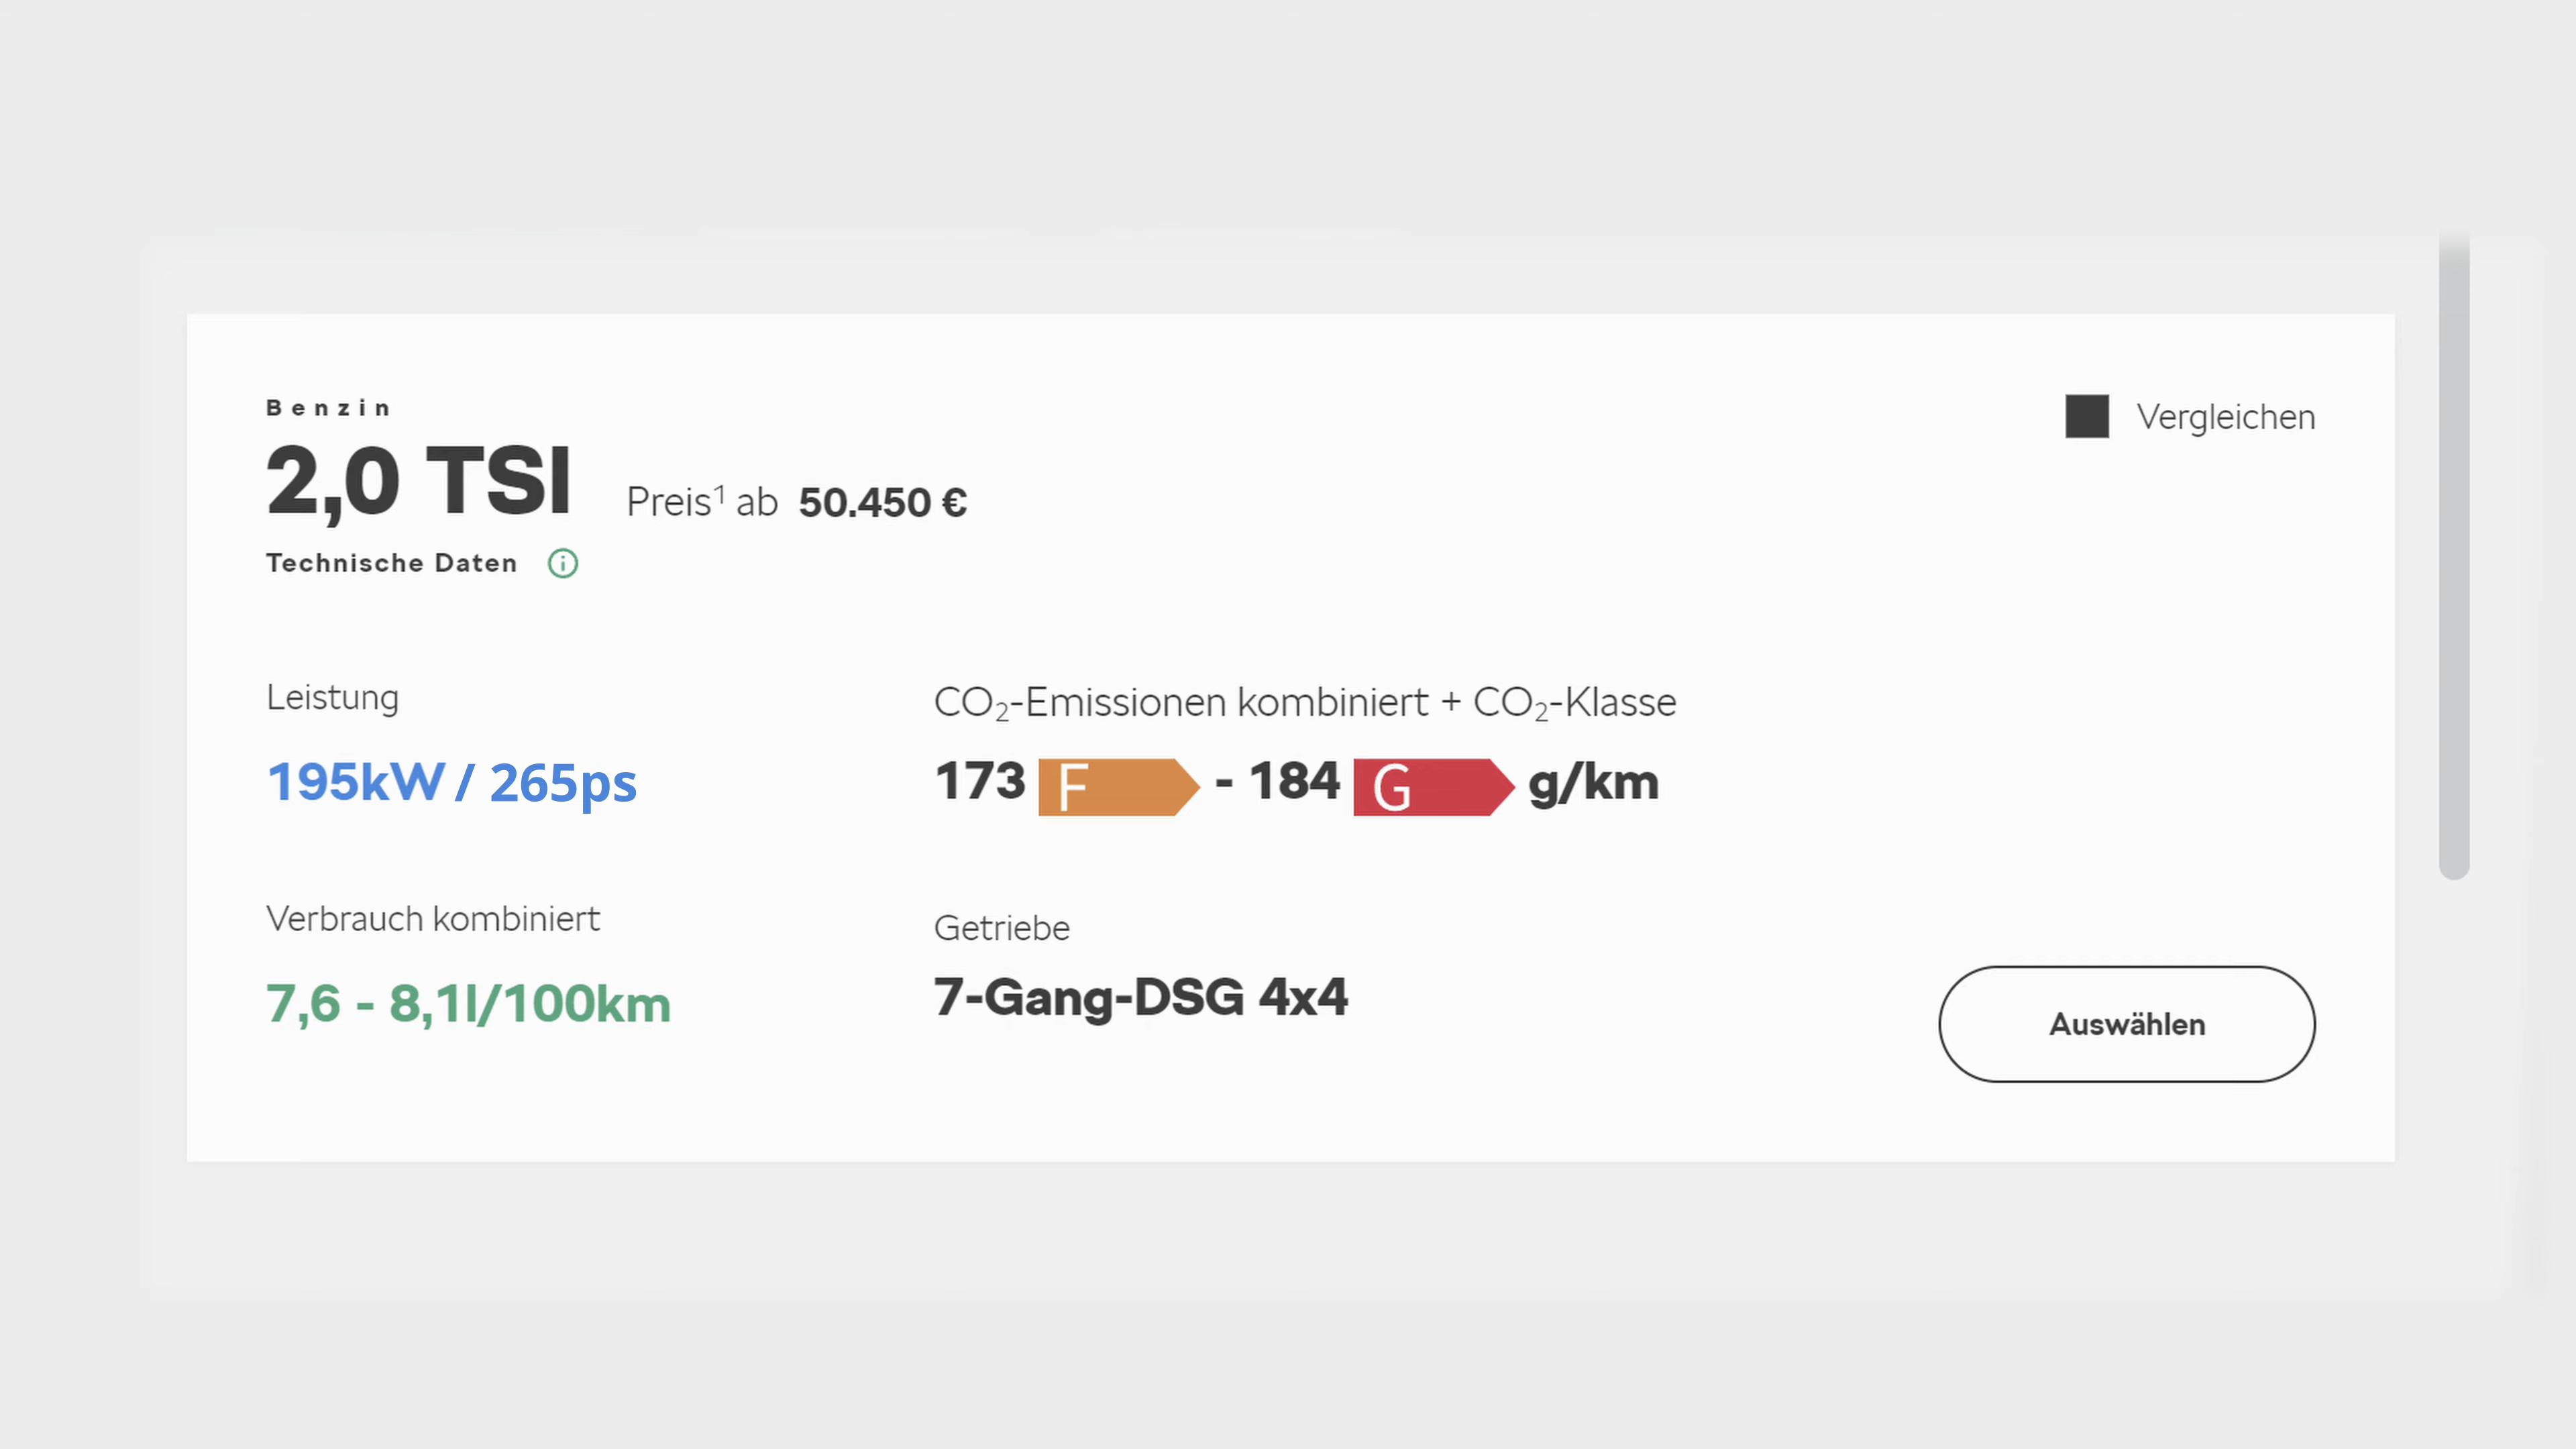 Benzin
2,0 TSI
Preis¹ ab 50.450 €
Vergleichen
Technische Daten
Leistung
195kW / 265ps
CO₂-Emissionen kombiniert + CO₂-Klasse
173 F - 184 G g/km
Verbrauch kombiniert
7,6 - 8,1l/100km
Getriebe
7-Gang-DSG 4x4
Auswählen